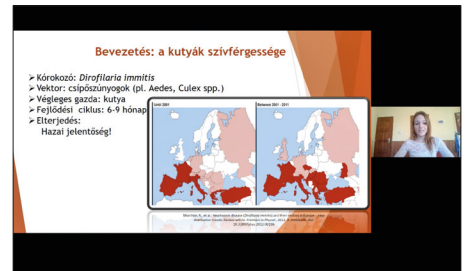 Bevezetés: a kutyák szívférgessége
➢ Kórokozó: Dirofilaria immitis
➢ Vektor: csípőszúnyogok (pl. Aedes, Culex spp.)
➢ Végleges gazda: kutya
➢ Fejlődési ciklus: 6-9 hónap
➢ Elterjedés:
Hazai jelentőség!
Until 2001
Between 2001 - 2011